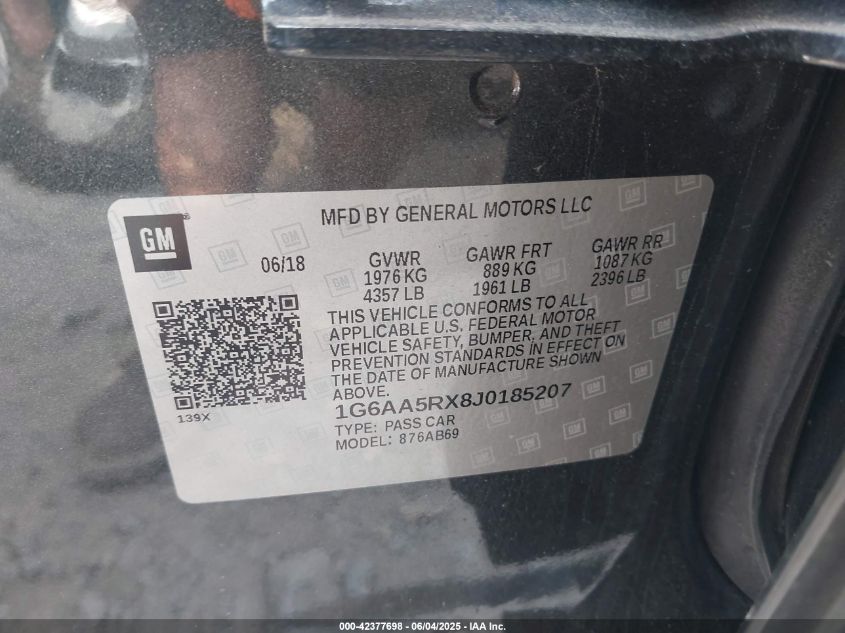 GM
MFD BY GENERAL MOTORS LLC
06/18
GVWR GAWR FRT GAWR RR
1976 KG 889 KG 1087 KG
4357 LB 1961 LB 2396 LB
THIS VEHICLE CONFORMS TO ALL
APPLICABLE U.S. FEDERAL MOTOR
VEHICLE SAFETY, BUMPER, AND THEFT
PREVENTION STANDARDS IN EFFECT ON
THE DATE OF MANUFACTURE SHOWN
ABOVE.
139X
1G6AA5RX8J0185207
TYPE: PASS CAR
MODEL: 876AB69
000-42377698 - 06/04/2025 - IAA Inc.